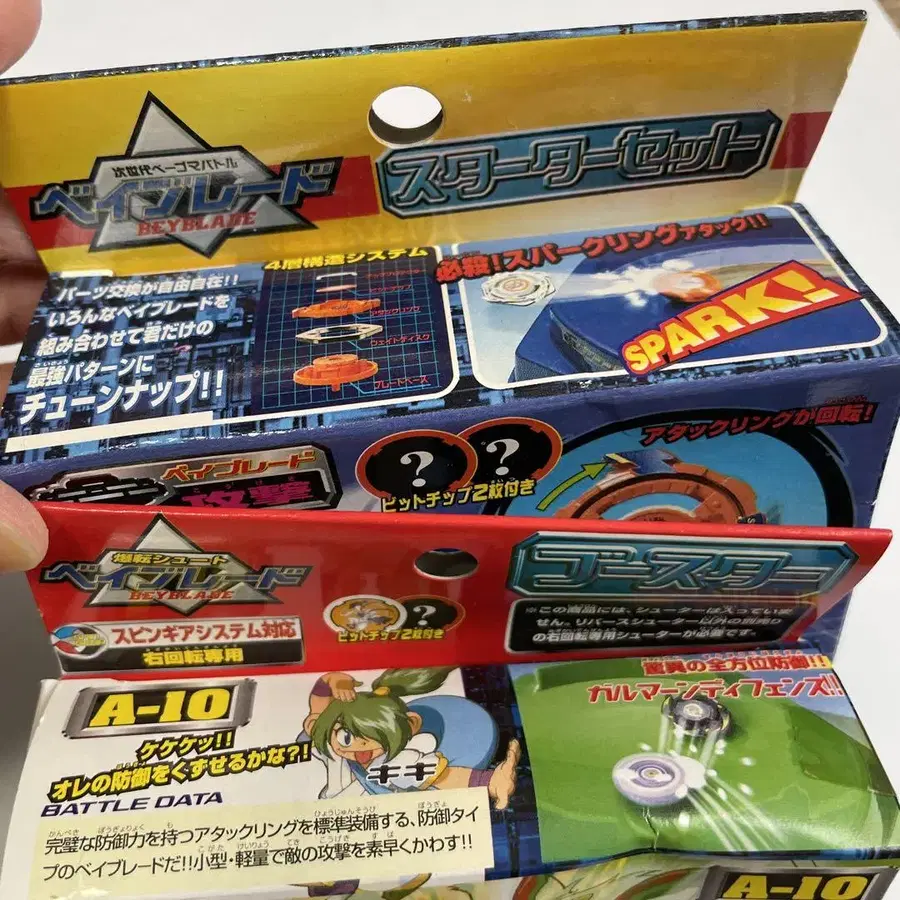 次世代ベーゴマバトル
ベイブレード
BEYBLADE
スターターセット
パーツ交換が自由自在!!
いろんなベイブレードを
組み合わせて君だけの
最強パターンに
チューンナップ!!
4層構造システム
アタックリング
ウェイトディスク
ブレードベース
必殺!スパークリングアタック!!
SPARK!
ベイブレード
攻撃
?
?
ビットチップ2枚付き
アタックリングが回転!
爆転シュート
ベイブレード
BEYBLADE
スピンギアシステム対応
右回転専用
?
ビットチップ2枚付き
ブースター
※この商品には、シューターは入っていま
せん。リバースシューター以外の別売り
の右回転専用シューターが必要です。
A-10
ケケケッ!!
オレの防御をくずせるかな?!
BATTLE DATA
完璧な防御力を持つアタックリングを標準装備する、防御タイ
プのベイブレードだ!!小型・軽量で敵の攻撃を素早くかわす!!
キキ
驚異の全方位防御!!
ガルマーンディフェンズ!!
A-10